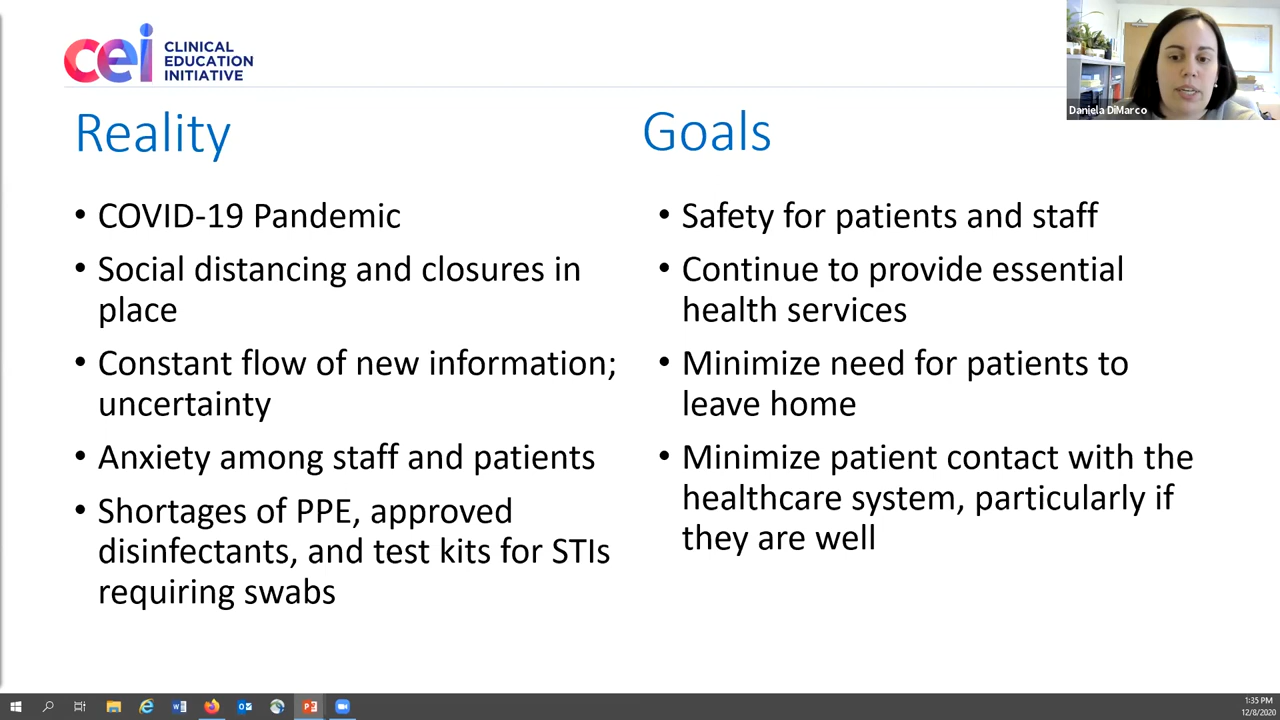 cei CLINICAL
EDUCATION
INITIATIVE
Daniela DiMarco
Reality
• COVID-19 Pandemic
• Social distancing and closures in
place
• Constant flow of new information;
uncertainty
• Anxiety among staff and patients
• Shortages of PPE, approved
disinfectants, and test kits for STIs
requiring swabs
Goals
• Safety for patients and staff
• Continue to provide essential
health services
• Minimize need for patients to
leave home
• Minimize patient contact with the
healthcare system, particularly if
they are well
1:35 PM
12/8/2020